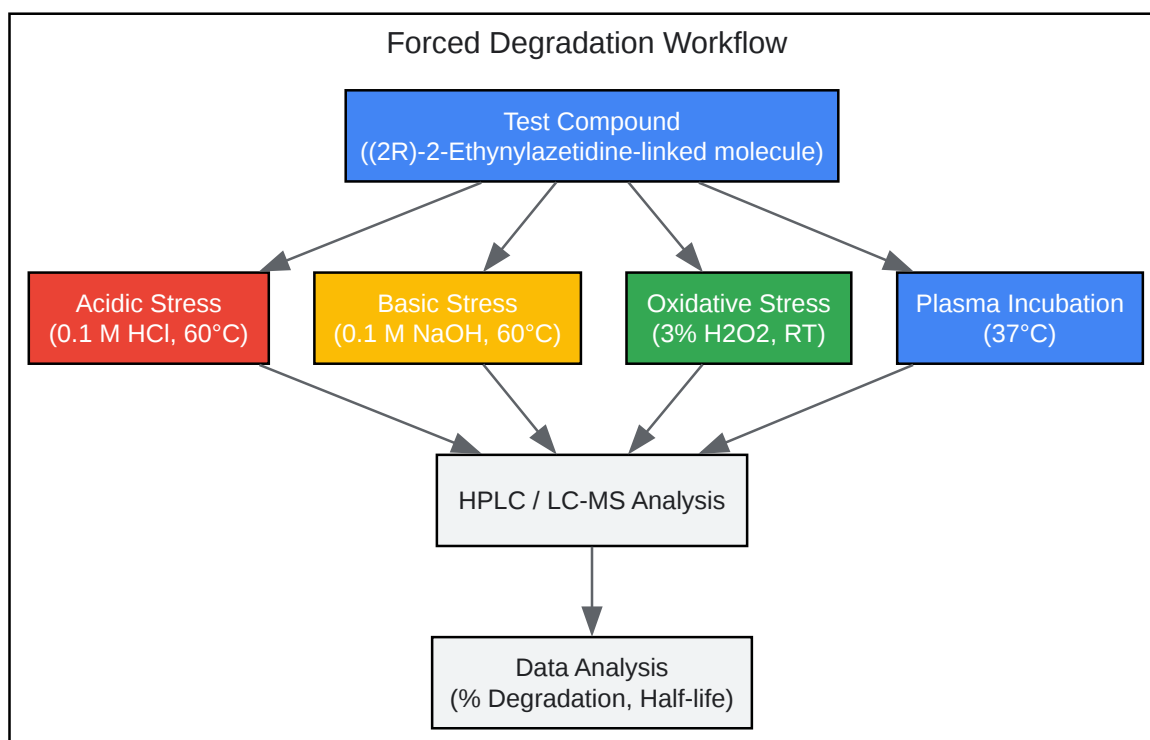 Forced Degradation Workflow
Test Compound
((2R)-2-Ethynylazetidine-linked molecule)
Acidic Stress
(0.1 M HCl, 60°C)
Basic Stress
(0.1 M NaOH, 60°C)
Oxidative Stress
(3% H2O2, RT)
Plasma Incubation
(37°C)
HPLC / LC-MS Analysis
Data Analysis
(% Degradation, Half-life)